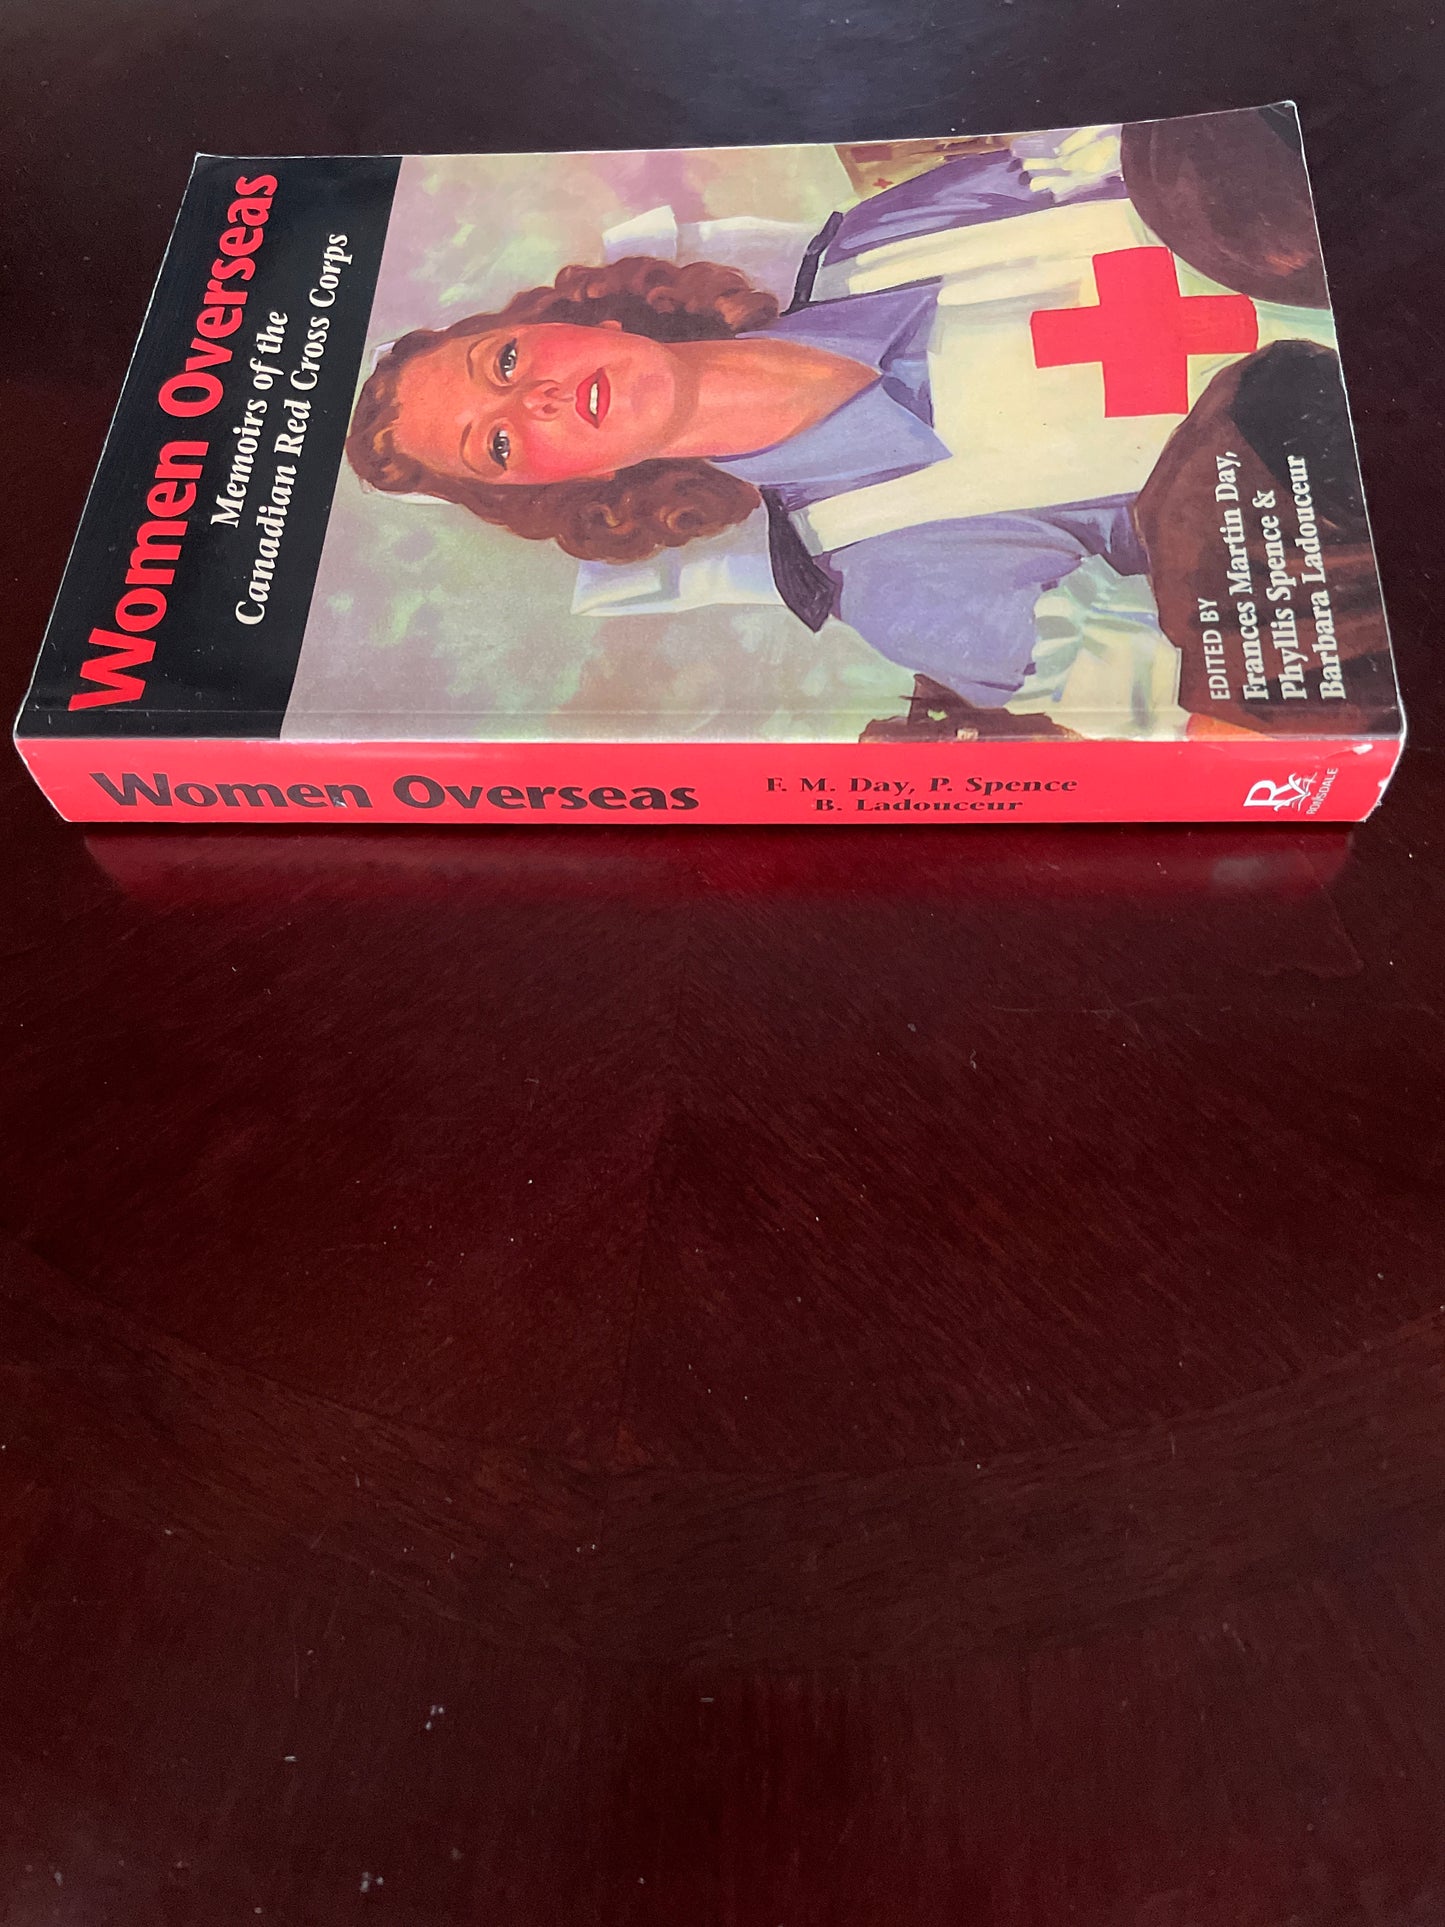 Women Overseas
Memoirs of the
Canadian Red Cross Corps
EDITED BY
Frances Martin Day,
Phyllis Spence &
Barbara Ladouceur
Women Overseas
F. M. Day, P. Spence
B. Ladouceur
R
RONSDALE